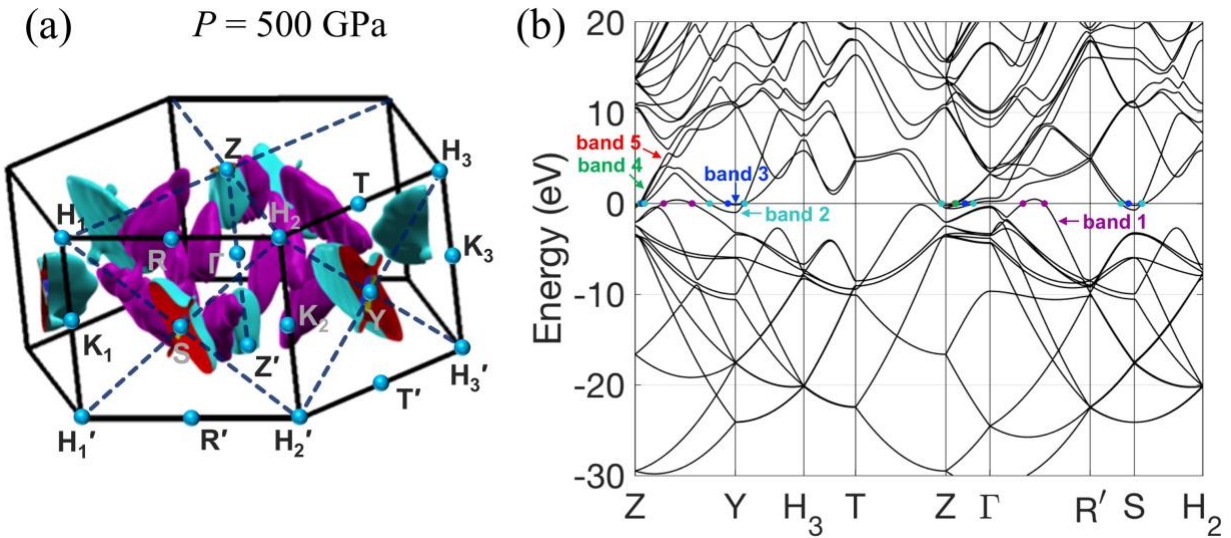 (a) P = 500 GPa
Z
H₃
T
H₁
H₂
R
Γ
K₃
K₁
K₂
Y
S
Z′
H₃′
T′
H₁′
R′
H₂′
(b)
20
10
0
-10
-20
-30
Energy (eV)
band 5
band 4
band 3
band 2
band 1
Z Y H₃ T Z Γ R′ S H₂